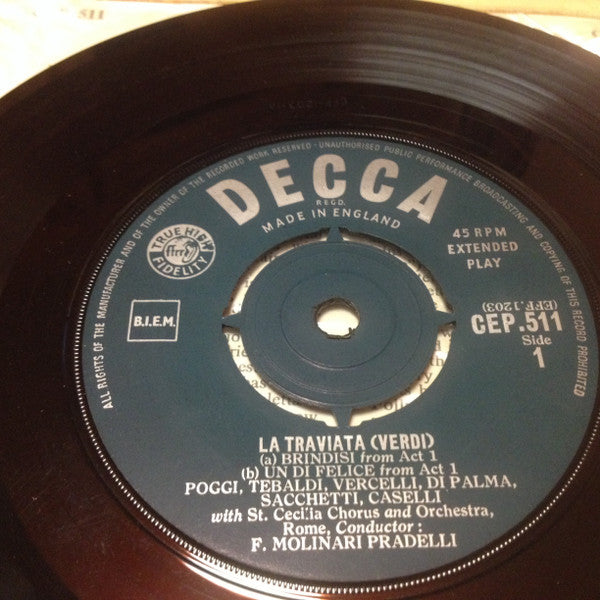 511
ALL RIGHTS OF THE MANUFACTURER AND OF THE OWNER OF THE RECORDED WORK RESERVED · UNAUTHORISED PUBLIC PERFORMANCE BROADCASTING AND COPYING OF THIS RECORD PROHIBITED
DECCA
REGD.
MADE IN ENGLAND
TRUE HIGH
ffrr
FIDELITY
45 RPM
EXTENDED
PLAY
B.I.E.M.
(EFF.1203)
CEP.511
Side
1
LA TRAVIATA (VERDI)
(a) BRINDISI from Act 1
(b) UN DI FELICE from Act 1
POGGI, TEBALDI, VERCELLI, DI PALMA,
SACCHETTI, CASELLI
with St. Cecilia Chorus and Orchestra,
Rome, Conductor :
F. MOLINARI PRADELLI